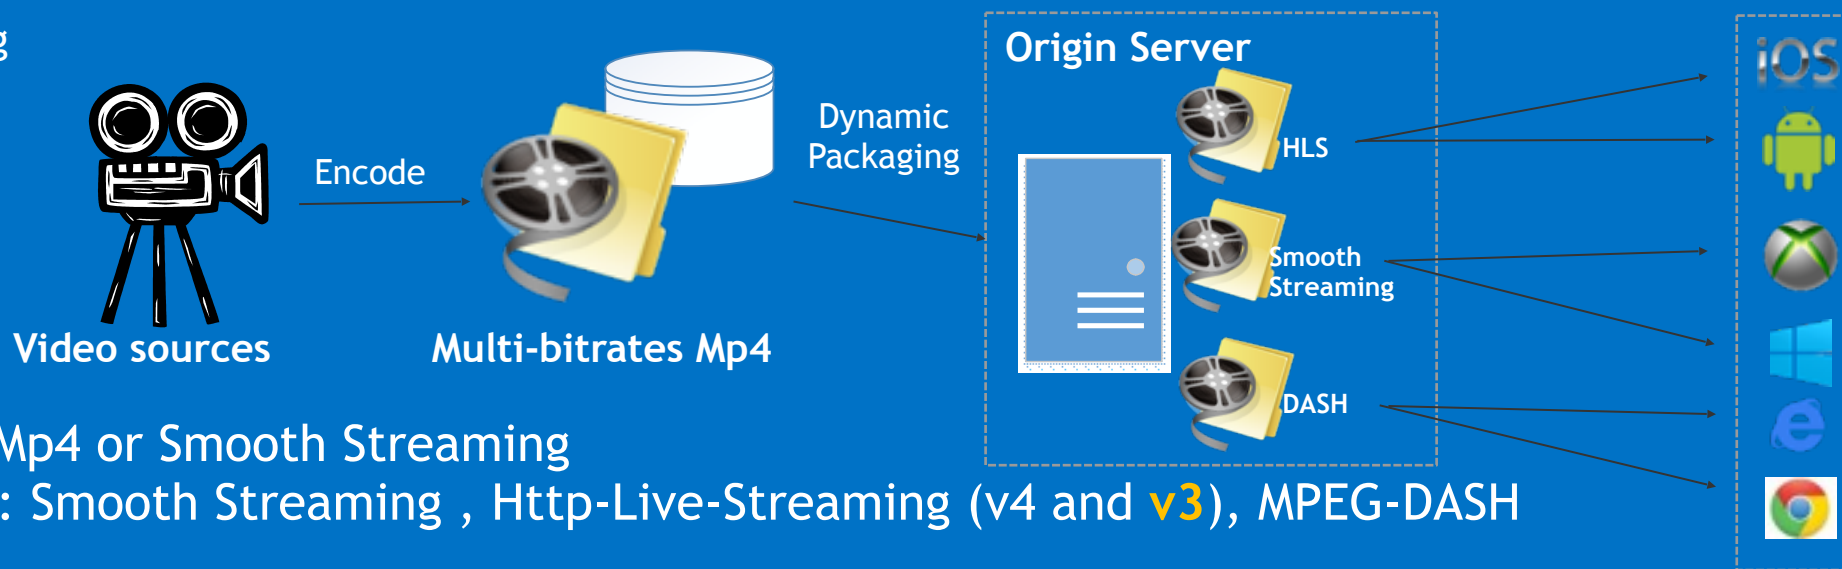 g
Origin Server
iOS
Dynamic
Packaging
HLS
Encode
Smooth
Streaming
Video sources
Multi-bitrates Mp4
DASH
Mp4 or Smooth Streaming
: Smooth Streaming , Http-Live-Streaming (v4 and v3), MPEG-DASH